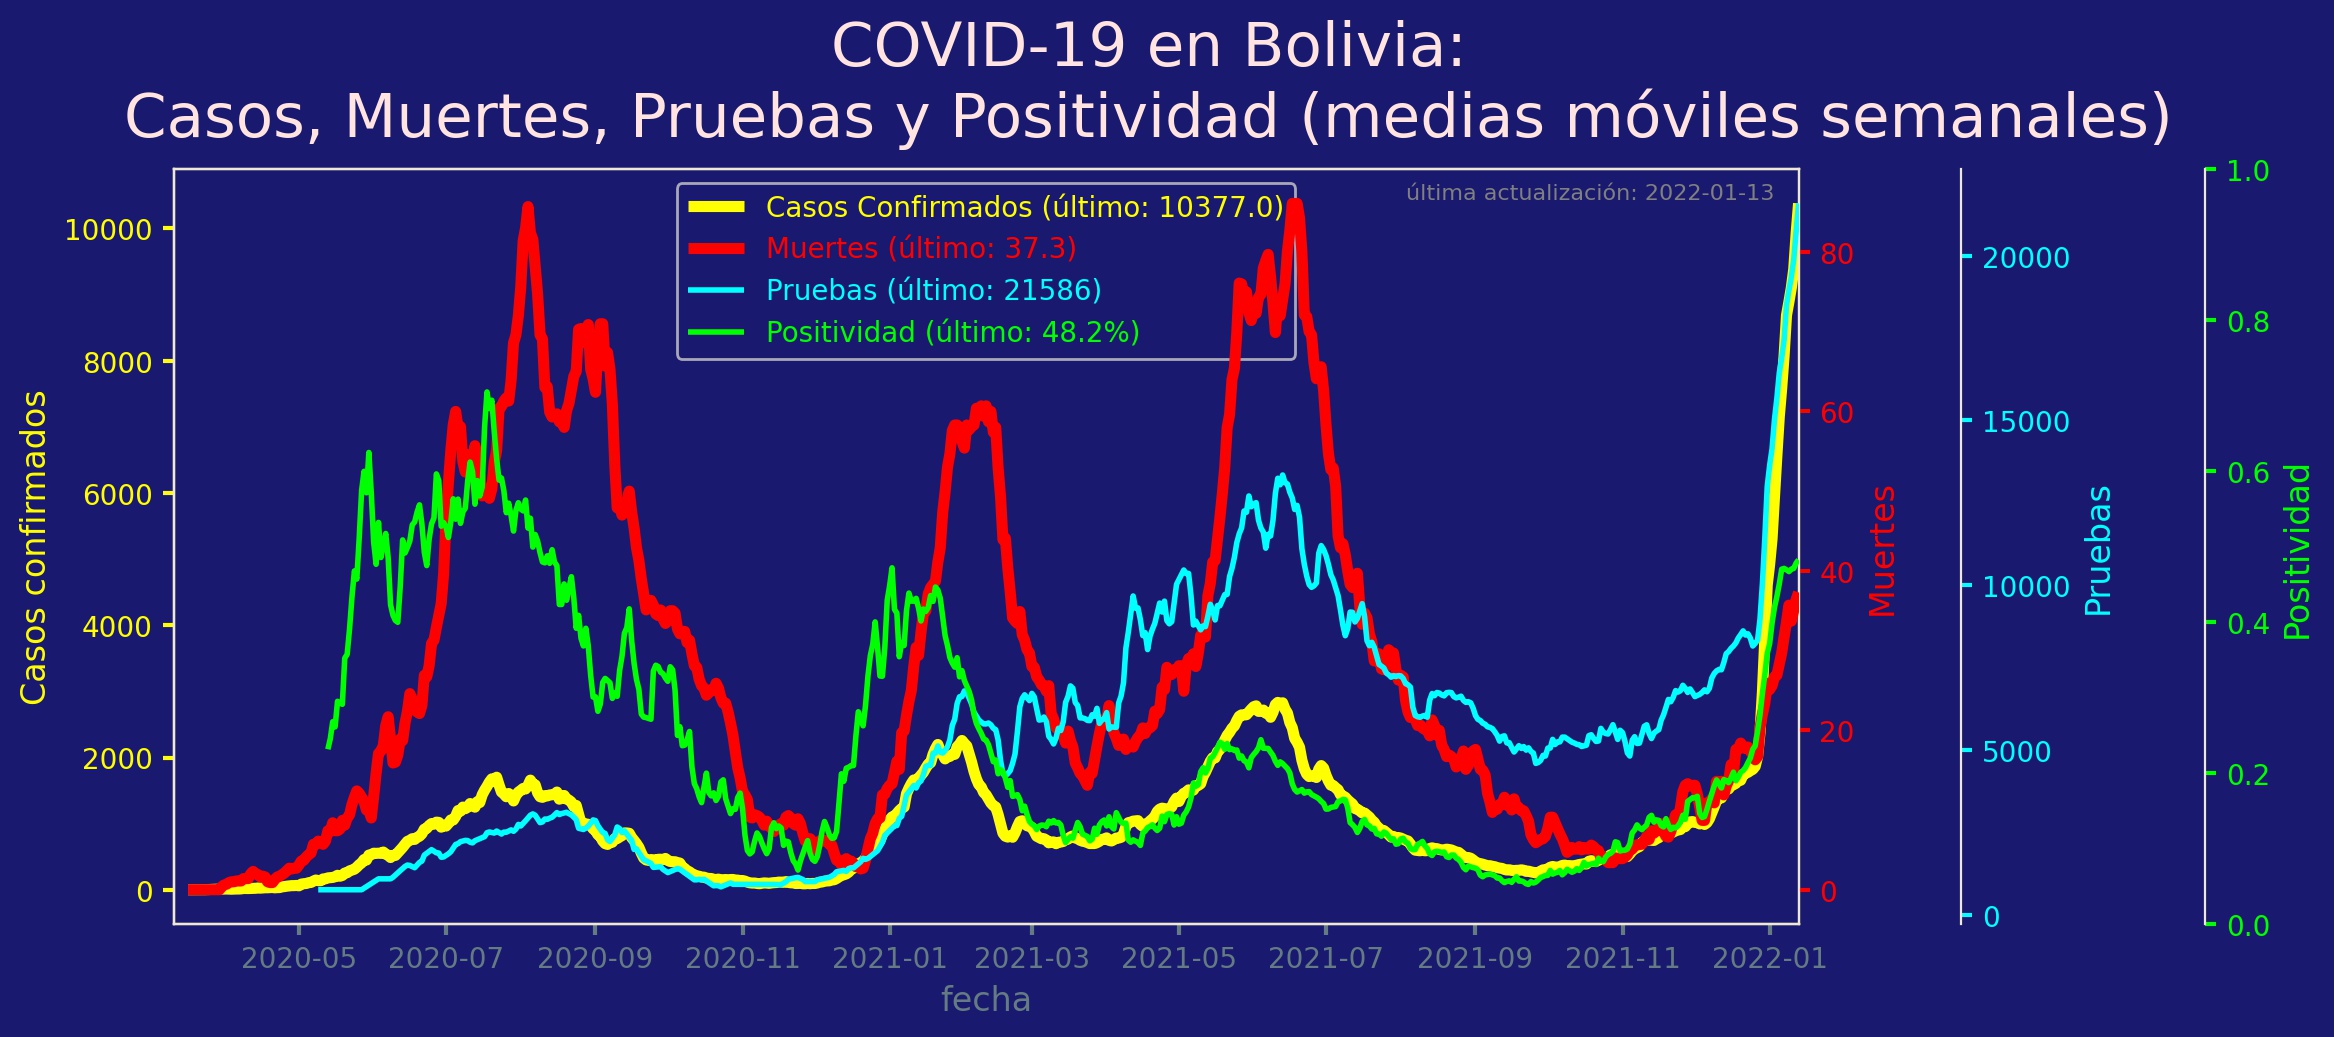 COVID-19 en Bolivia:
Casos, Muertes, Pruebas y Positividad (medias móviles semanales)
última actualización: 2022-01-13
Casos Confirmados (último: 10377.0)
Muertes (último: 37.3)
Pruebas (último: 21586)
Positividad (último: 48.2%)
Casos confirmados
10000
8000
6000
4000
2000
0
80
60
40
20
0
Muertes
20000
15000
10000
5000
0
Pruebas
1.0
0.8
0.6
0.4
0.2
0.0
Positividad
2020-05 2020-07 2020-09 2020-11 2021-01 2021-03 2021-05 2021-07 2021-09 2021-11 2022-01
fecha